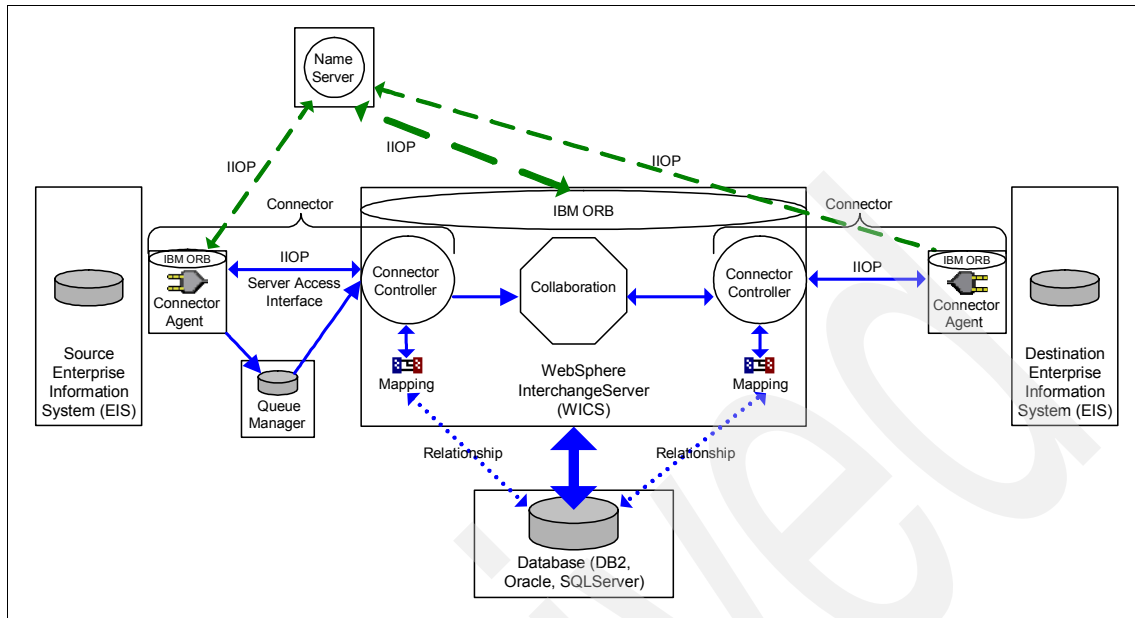 Name
Server
IIOP
IIOP
IIOP
Connector
Connector
IBM ORB
IBM ORB
IBM ORB
Connector
Agent
IIOP
Server Access
Interface
Connector
Controller
Collaboration
Connector
Controller
IIOP
Connector
Agent
Source
Enterprise
Information
System (EIS)
Queue
Manager
Mapping
WebSphere
InterchangeServer
(WICS)
Mapping
Destination
Enterprise
Information
System (EIS)
Relationship
Relationship
Database (DB2,
Oracle, SQLServer)